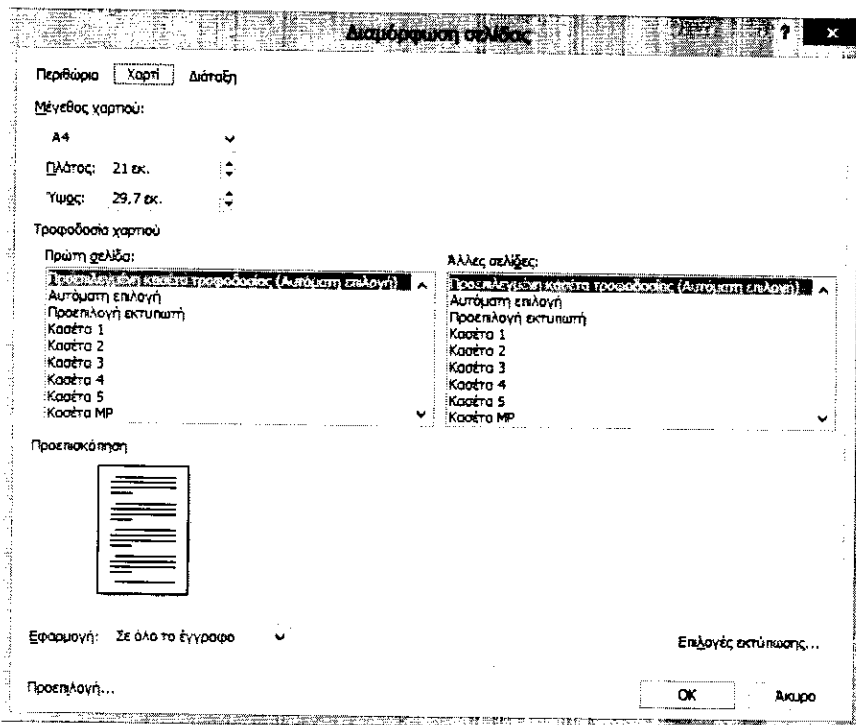 Διαμόρφωση σελίδας ? ×
Περιθώρια Χαρτί Διάταξη
Μέγεθος χαρτιού:
A4
Πλάτος: 21 εκ.
Ύψος: 29,7 εκ.
Τροφοδοσία χαρτιού
Πρώτη σελίδα:
Προεπιλεγμένη κασέτα τροφοδοσίας (Αυτόματη επιλογή)
Αυτόματη επιλογή
Προεπιλογή εκτυπωτή
Κασέτα 1
Κασέτα 2
Κασέτα 3
Κασέτα 4
Κασέτα 5
Κασέτα MP
Άλλες σελίδες:
Προεπιλεγμένη κασέτα τροφοδοσίας (Αυτόματη επιλογή)
Αυτόματη επιλογή
Προεπιλογή εκτυπωτή
Κασέτα 1
Κασέτα 2
Κασέτα 3
Κασέτα 4
Κασέτα 5
Κασέτα MP
Προεπισκόπηση
Εφαρμογή: Σε όλο το έγγραφο
Επιλογές εκτύπωσης...
Προεπιλογή...
OK Άκυρο